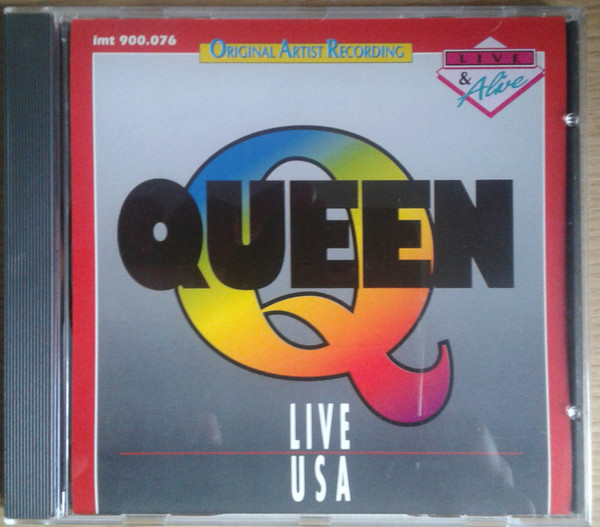 imt 900.076
ORIGINAL ARTIST RECORDING
LIVE
&
Alive
Q
QUEEN
LIVE
USA